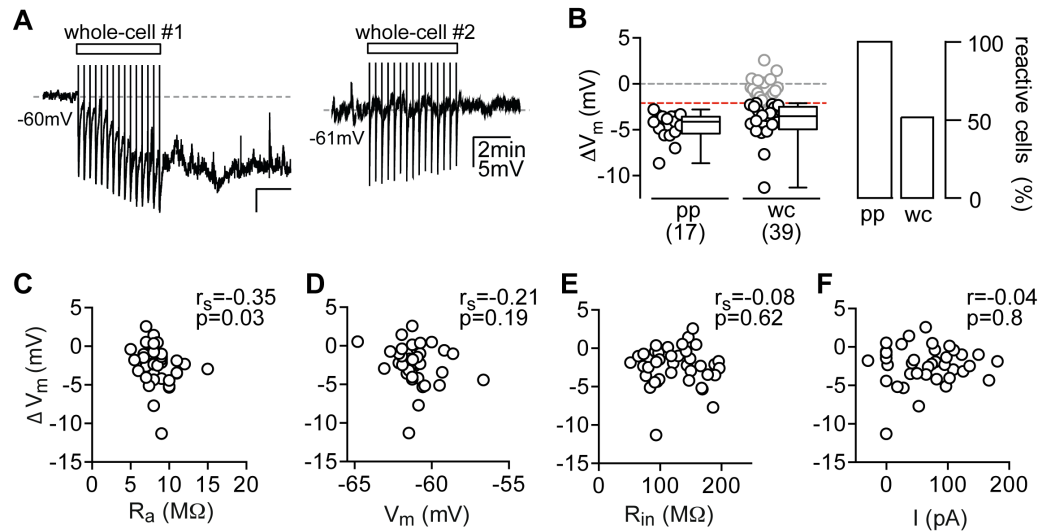 A
whole-cell #1
-60mV
whole-cell #2
-61mV
2min
5mV
B
5
0
-5
-10
ΔVm (mV)
pp
(17)
wc
(39)
pp
wc
100
50
0
reactive cells (%)
C
rs=-0.35
p=0.03
5
0
-5
-10
-15
Δ Vm (mV)
0 5 10 15 20
Ra (MΩ)
D
rs=-0.21
p=0.19
5
0
-5
-10
-15
-65 -60 -55
Vm (mV)
E
rs=-0.08
p=0.62
5
0
-5
-10
-15
0 100 200
Rin (MΩ)
F
r=-0.04
p=0.8
5
0
-5
-10
-15
0 100 200
I (pA)